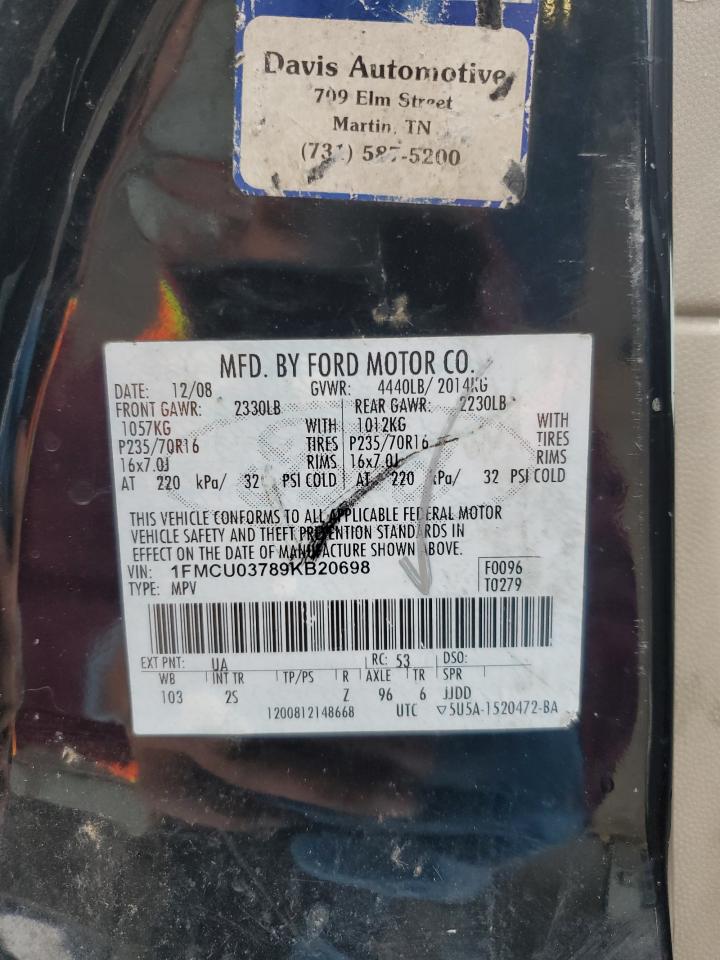 Davis Automotive
709 Elm Street
Martin, TN
(731) 587-5200
MFD. BY FORD MOTOR CO.
DATE: 12/08 GVWR: 4440LB/ 2014KG
FRONT GAWR: 2330LB REAR GAWR: 2230LB
1057KG WITH 1012KG WITH
P235/70R16 TIRES P235/70R16 TIRES
16x7.0J RIMS 16x7.0J RIMS
AT 220 kPa/ 32 PSI COLD AT 220 kPa/ 32 PSI COLD
THIS VEHICLE CONFORMS TO ALL APPLICABLE FEDERAL MOTOR
VEHICLE SAFETY AND THEFT PREVENTION STANDARDS IN
EFFECT ON THE DATE OF MANUFACTURE SHOWN ABOVE.
VIN: 1FMCU03789KB20698 F0096
TYPE: MPV T0279
EXT PNT: UA RC: 53 DSO:
WB INT TR TP/PS R AXLE TR SPR
103 2S Z 96 6 JJDD
1200812148668 UTC ▽5U5A-1520472-BA